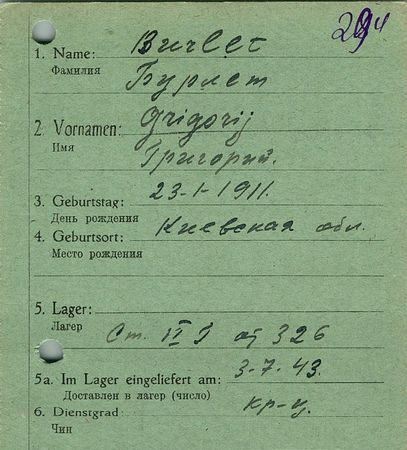 294
1. Name: Burlet
Фамилия Бурлет
2. Vornamen: Grigorij
Имя Григорий.
3. Geburtstag: 23-1-1911.
День рождения
4. Geburtsort: Киевская обл.
Место рождения
5. Lager:
Лагерь
Ст. 326
5a. Im Lager eingeliefert am: 3-7-43.
Доставлен в лагерь (число)
6. Dienstgrad: кр-ц.
Чин